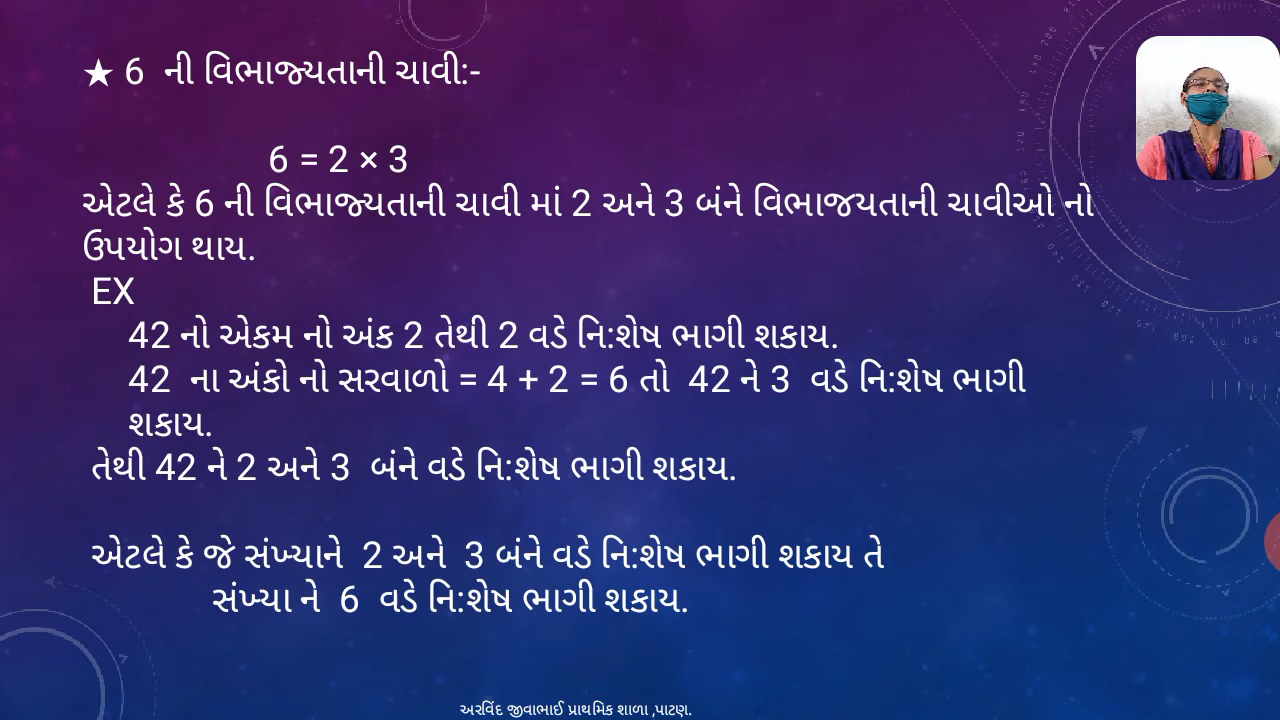 ★ 6 ની વિભાજ્યતાની ચાવી:-
6 = 2 × 3
એટલે કે 6 ની વિભાજ્યતાની ચાવી માં 2 અને 3 બંને વિભાજયતાની ચાવીઓ નો
ઉપયોગ થાય.
EX
42 નો એકમ નો અંક 2 તેથી 2 વડે નિ:શેષ ભાગી શકાય.
42 ના અંકો નો સરવાળો = 4 + 2 = 6 તો 42 ને 3 વડે નિ:શેષ ભાગી
શકાય.
તેથી 42 ને 2 અને 3 બંને વડે નિ:શેષ ભાગી શકાય.
એટલે કે જે સંખ્યાને 2 અને 3 બંને વડે નિ:શેષ ભાગી શકાય તે
સંખ્યા ને 6 વડે નિ:શેષ ભાગી શકાય.
અરવિંદ જીવાભાઈ પ્રાથમિક શાળા ,પાટણ.